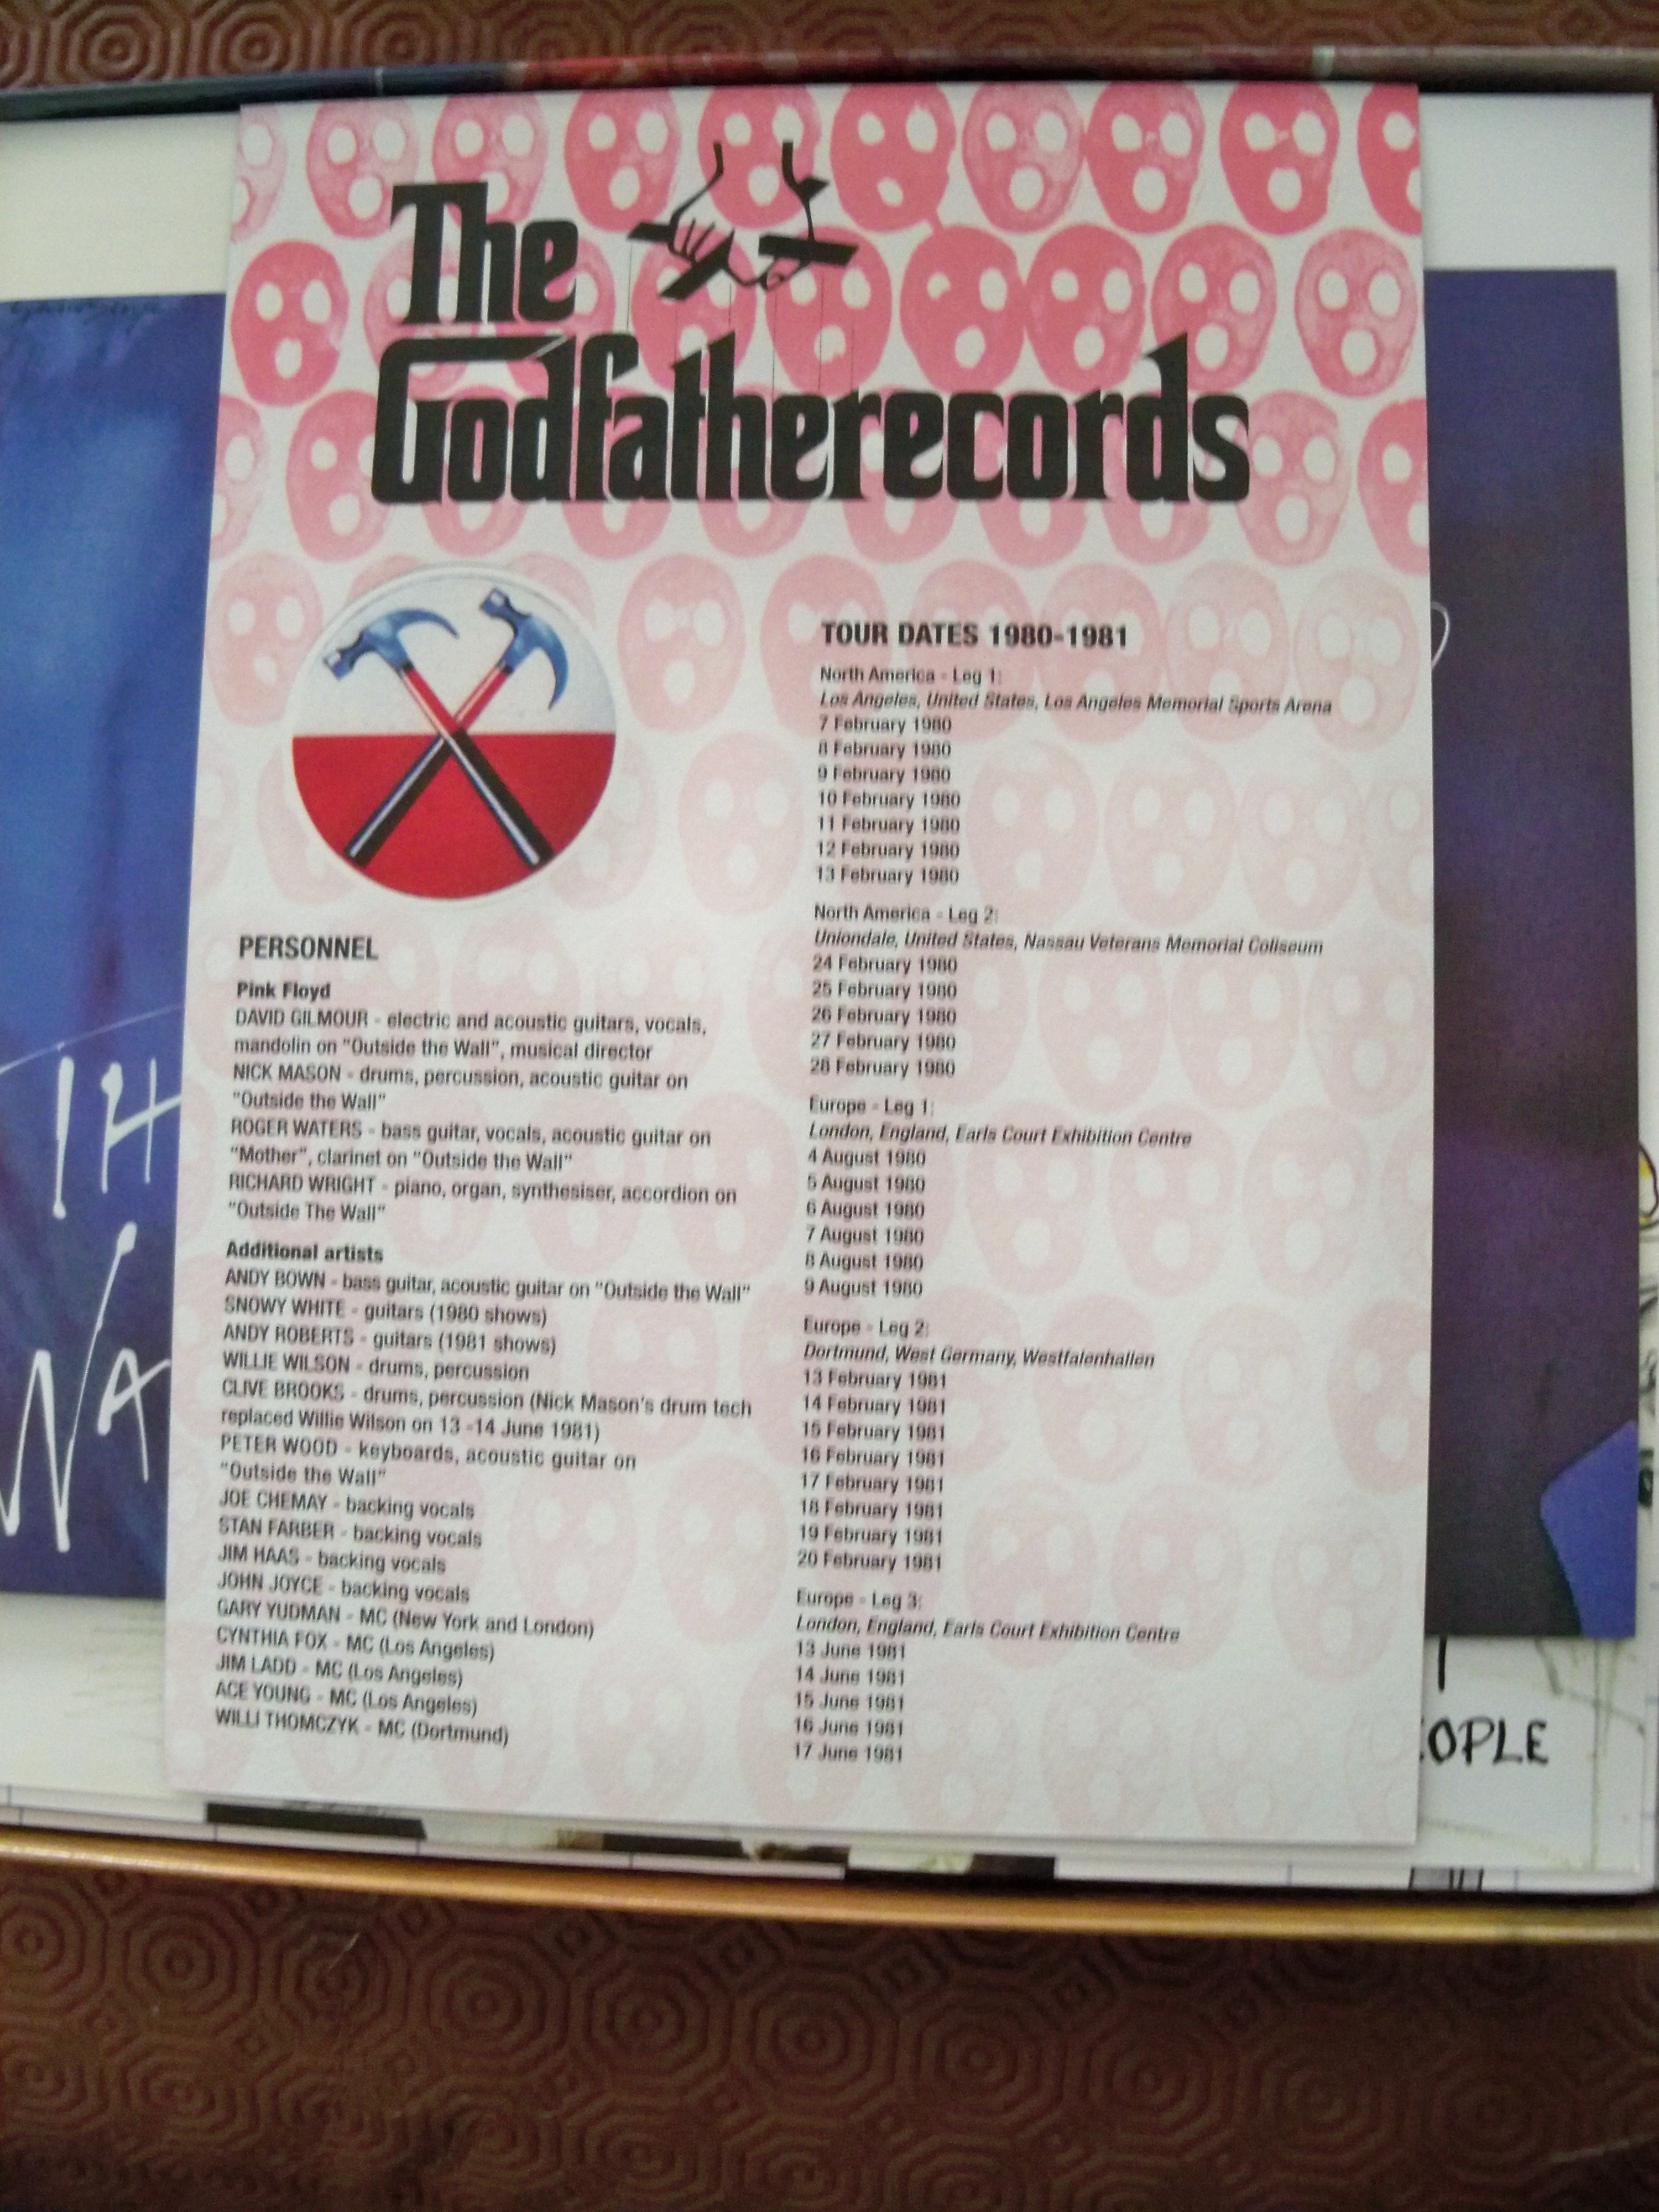 The
Godfatherecords
PERSONNEL
Pink Floyd
DAVID GILMOUR - electric and acoustic guitars, vocals,
mandolin on "Outside the Wall", musical director
NICK MASON - drums, percussion, acoustic guitar on
"Outside the Wall"
ROGER WATERS - bass guitar, vocals, acoustic guitar on
"Mother", clarinet on "Outside the Wall"
RICHARD WRIGHT - piano, organ, synthesiser, accordion on
"Outside The Wall"
Additional artists
ANDY BOWN - bass guitar, acoustic guitar on "Outside the Wall"
SNOWY WHITE - guitars (1980 shows)
ANDY ROBERTS - guitars (1981 shows)
WILLIE WILSON - drums, percussion
CLIVE BROOKS - drums, percussion (Nick Mason's drum tech
replaced Willie Wilson on 13 -14 June 1981)
PETER WOOD - keyboards, acoustic guitar on
"Outside the Wall"
JOE CHEMAY - backing vocals
STAN FARBER - backing vocals
JIM HAAS - backing vocals
JOHN JOYCE - backing vocals
GARY YUDMAN - MC (New York and London)
CYNTHIA FOX - MC (Los Angeles)
JIM LADD - MC (Los Angeles)
ACE YOUNG - MC (Los Angeles)
WILLI THOMCZYK - MC (Dortmund)
TOUR DATES 1980-1981
North America - Leg 1:
Los Angeles, United States, Los Angeles Memorial Sports Arena
7 February 1980
8 February 1980
9 February 1980
10 February 1980
11 February 1980
12 February 1980
13 February 1980
North America - Leg 2:
Uniondale, United States, Nassau Veterans Memorial Coliseum
24 February 1980
25 February 1980
26 February 1980
27 February 1980
28 February 1980
Europe - Leg 1:
London, England, Earls Court Exhibition Centre
4 August 1980
5 August 1980
6 August 1980
7 August 1980
8 August 1980
9 August 1980
Europe - Leg 2:
Dortmund, West Germany, Westfalenhallen
13 February 1981
14 February 1981
15 February 1981
16 February 1981
17 February 1981
18 February 1981
19 February 1981
20 February 1981
Europe - Leg 3:
London, England, Earls Court Exhibition Centre
13 June 1981
14 June 1981
15 June 1981
16 June 1981
17 June 1981
TH
WA
OPLE